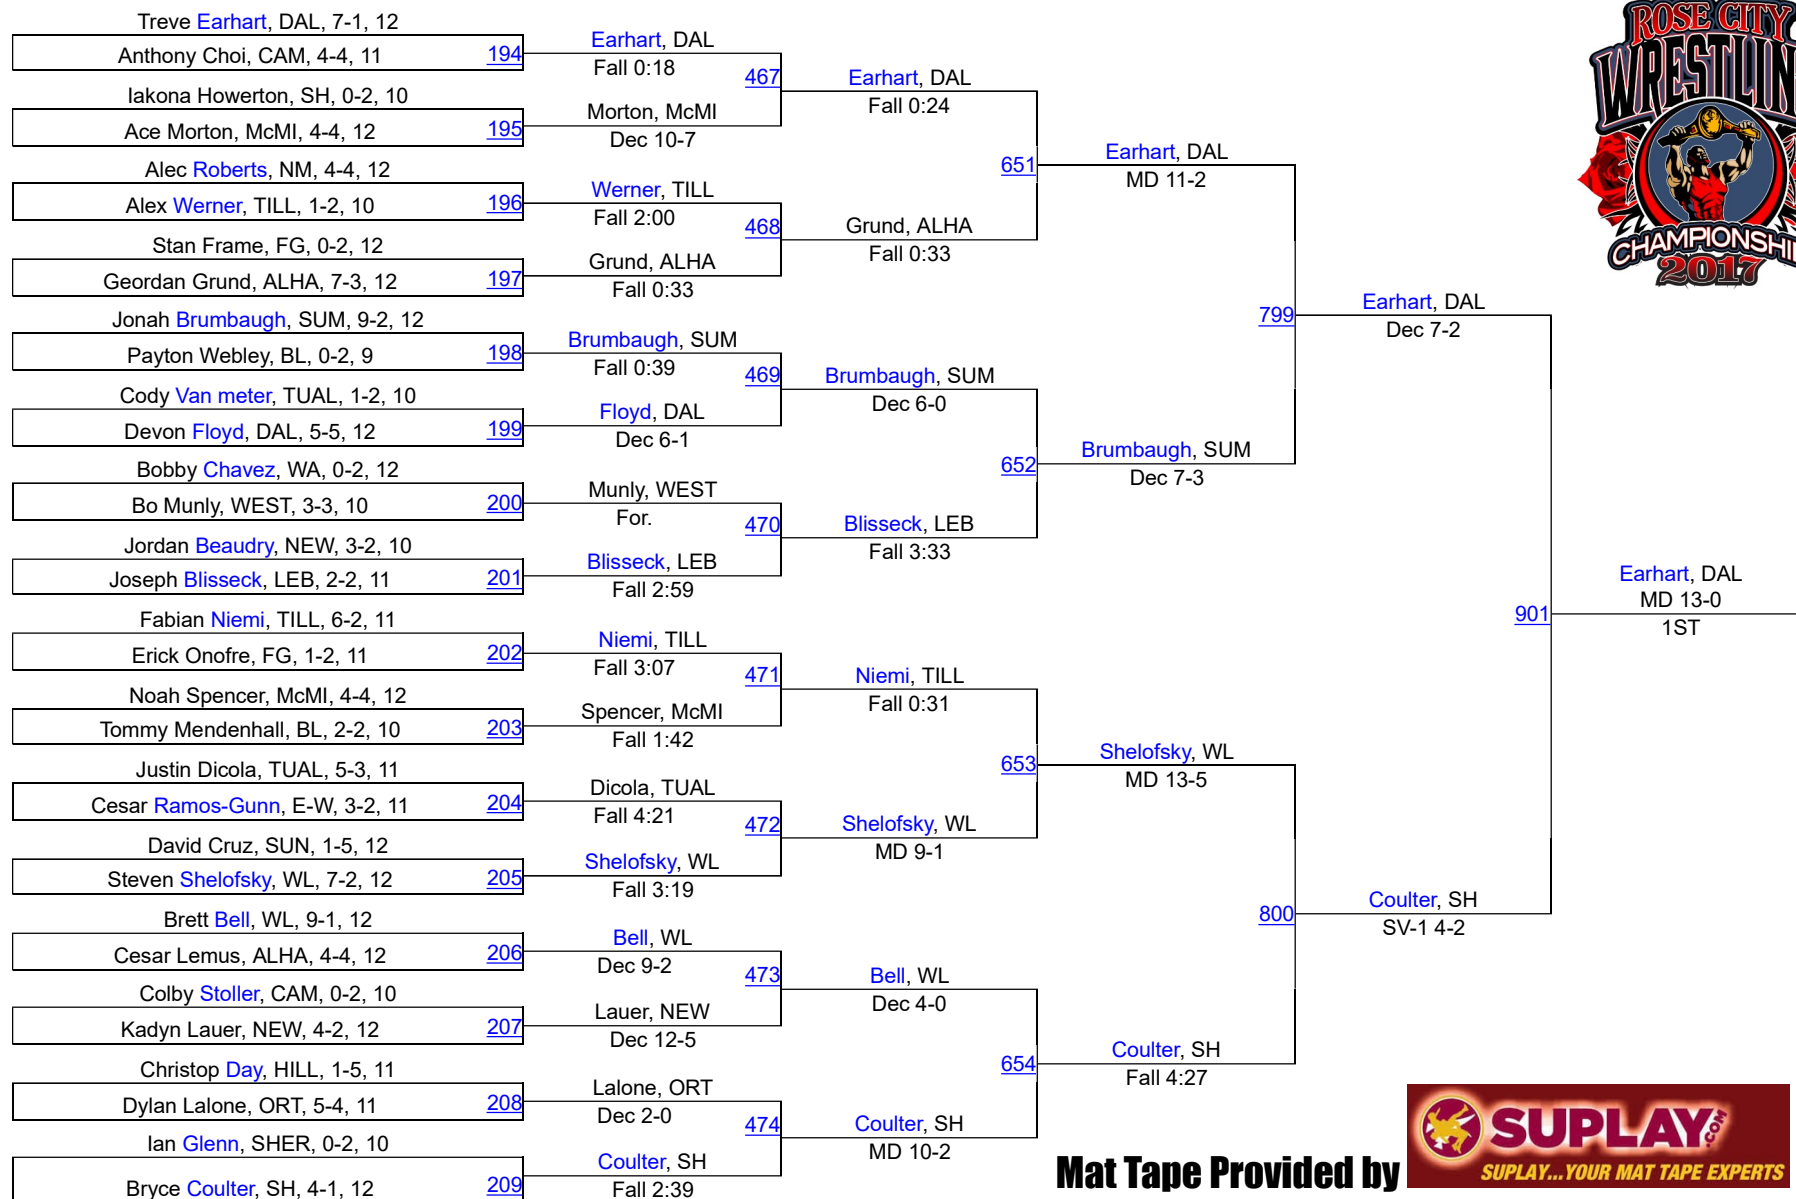 Treve Earhart, DAL, 7-1, 12
Anthony Choi, CAM, 4-4, 11
194
Iakona Howerton, SH, 0-2, 10
Ace Morton, McMI, 4-4, 12
195
Alec Roberts, NM, 4-4, 12
Alex Werner, TILL, 1-2, 10
196
Stan Frame, FG, 0-2, 12
Geordan Grund, ALHA, 7-3, 12
197
Jonah Brumbaugh, SUM, 9-2, 12
Payton Webley, BL, 0-2, 9
198
Cody Van meter, TUAL, 1-2, 10
Devon Floyd, DAL, 5-5, 12
199
Bobby Chavez, WA, 0-2, 12
Bo Munly, WEST, 3-3, 10
200
Jordan Beaudry, NEW, 3-2, 10
Joseph Blisseck, LEB, 2-2, 11
201
Fabian Niemi, TILL, 6-2, 11
Erick Onofre, FG, 1-2, 11
202
Noah Spencer, McMI, 4-4, 12
Tommy Mendenhall, BL, 2-2, 10
203
Justin Dicola, TUAL, 5-3, 11
Cesar Ramos-Gunn, E-W, 3-2, 11
204
David Cruz, SUN, 1-5, 12
Steven Shelofsky, WL, 7-2, 12
205
Brett Bell, WL, 9-1, 12
Cesar Lemus, ALHA, 4-4, 12
206
Colby Stoller, CAM, 0-2, 10
Kadyn Lauer, NEW, 4-2, 12
207
Christop Day, HILL, 1-5, 11
Dylan Lalone, ORT, 5-4, 11
208
Ian Glenn, SHER, 0-2, 10
Bryce Coulter, SH, 4-1, 12
209
Earhart, DAL
Fall 0:18
467
Morton, McMI
Dec 10-7
Werner, TILL
Fall 2:00
468
Grund, ALHA
Fall 0:33
Brumbaugh, SUM
Fall 0:39
469
Floyd, DAL
Dec 6-1
Munly, WEST
For.
470
Blisseck, LEB
Fall 2:59
Niemi, TILL
Fall 3:07
471
Spencer, McMI
Fall 1:42
Dicola, TUAL
Fall 4:21
472
Shelofsky, WL
Fall 3:19
Bell, WL
Dec 9-2
473
Lauer, NEW
Dec 12-5
Lalone, ORT
Dec 2-0
474
Coulter, SH
Fall 2:39
Earhart, DAL
Fall 0:24
651
Grund, ALHA
Fall 0:33
Brumbaugh, SUM
Dec 6-0
652
Blisseck, LEB
Fall 3:33
Niemi, TILL
Fall 0:31
653
Shelofsky, WL
MD 9-1
Bell, WL
Dec 4-0
654
Coulter, SH
MD 10-2
Earhart, DAL
MD 11-2
799
Brumbaugh, SUM
Dec 7-3
Shelofsky, WL
MD 13-5
800
Coulter, SH
Fall 4:27
Earhart, DAL
Dec 7-2
901
Coulter, SH
SV-1 4-2
Earhart, DAL
MD 13-0
1ST
ROSE CITY
WRESTLIN
CHAMPIONSHI
2017
Mat Tape Provided by
SUPLAY.COM
SUPLAY...YOUR MAT TAPE EXPERTS